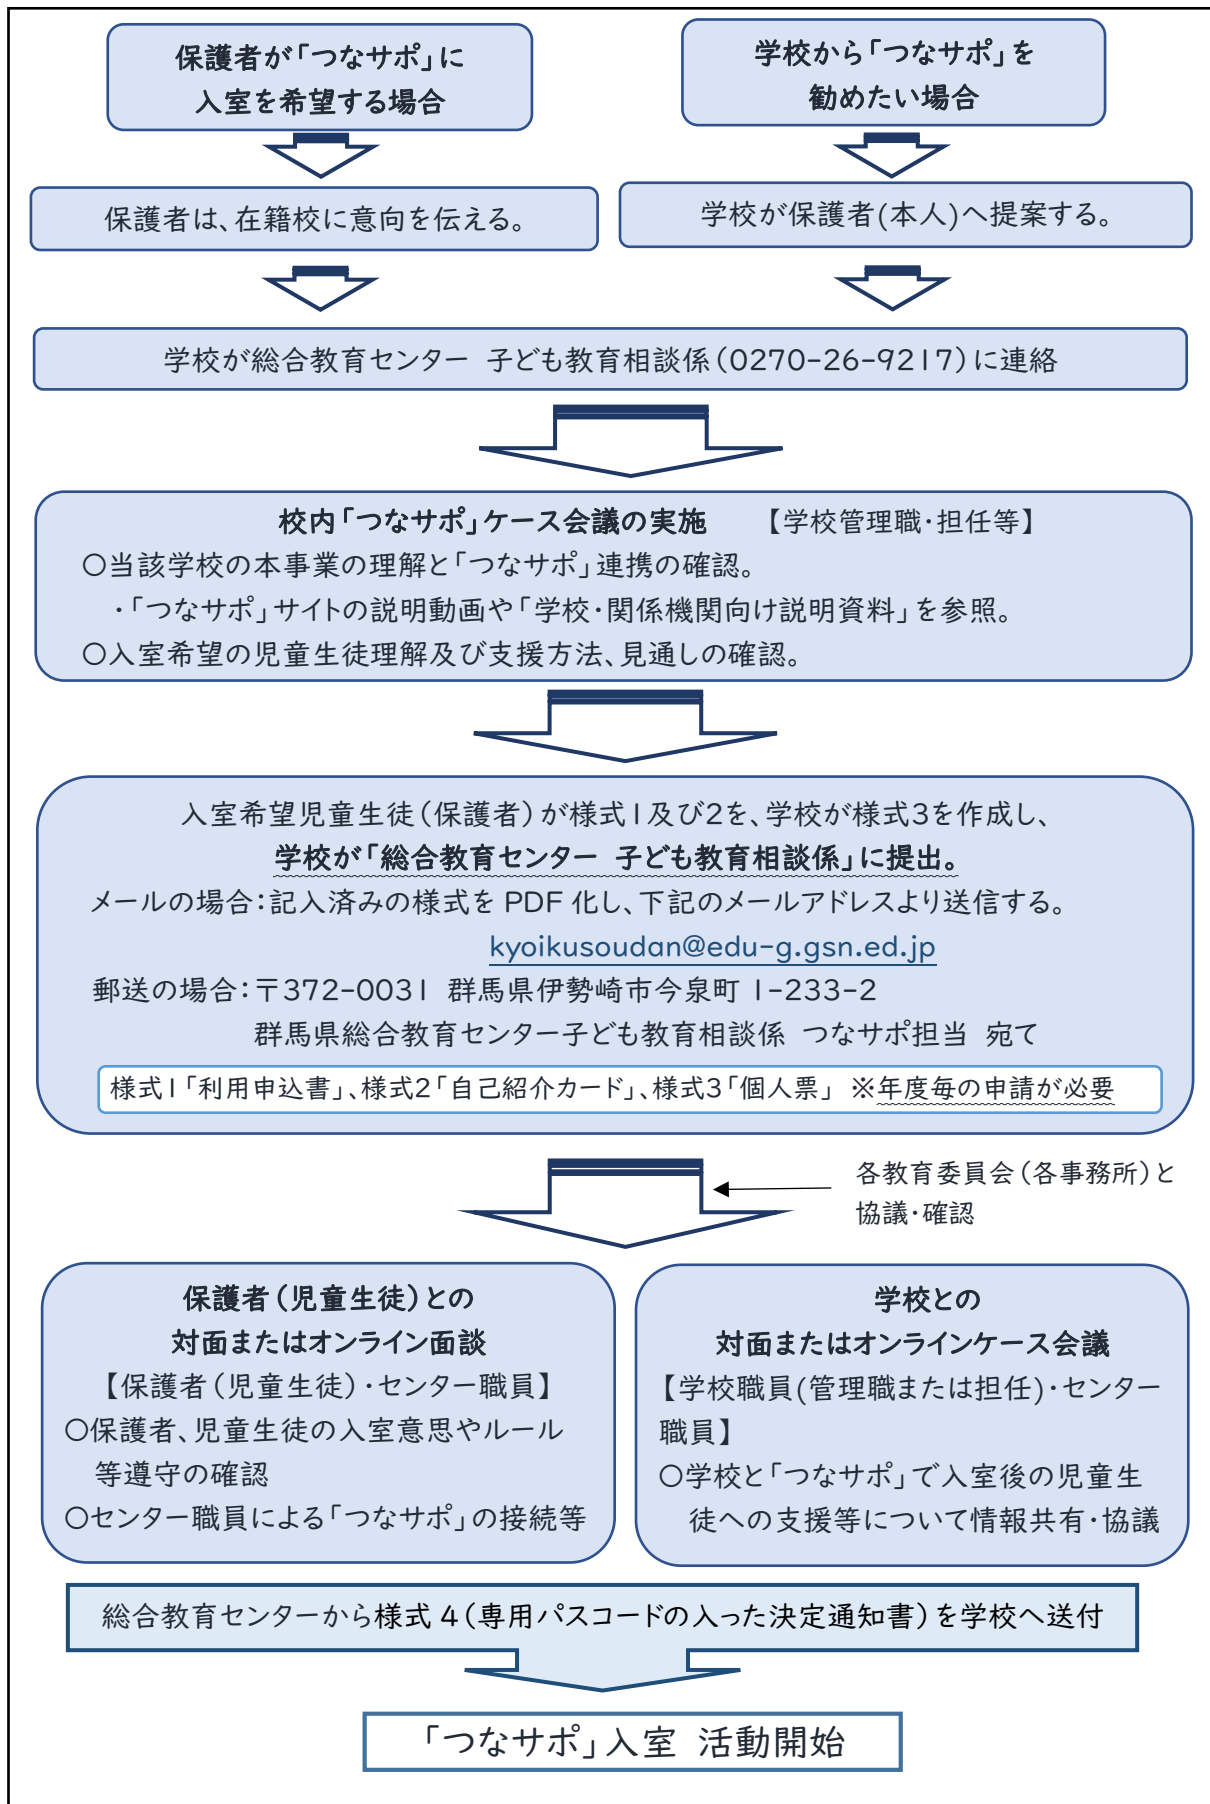 保護者が「つなサポ」に
入室を希望する場合
学校から「つなサポ」を
勧めたい場合
保護者は、在籍校に意向を伝える。
学校が保護者(本人)へ提案する。
学校が総合教育センター 子ども教育相談係（0270-26-9217）に連絡
校内「つなサポ」ケース会議の実施 【学校管理職・担任等】
○当該学校の本事業の理解と「つなサポ」連携の確認。
・「つなサポ」サイトの説明動画や「学校・関係機関向け説明資料」を参照。
○入室希望の児童生徒理解及び支援方法、見通しの確認。
入室希望児童生徒（保護者）が様式1及び2を、学校が様式3を作成し、
学校が「総合教育センター 子ども教育相談係」に提出。
メールの場合：記入済みの様式を PDF 化し、下記のメールアドレスより送信する。
kyoikusoudan@edu-g.gsn.ed.jp
郵送の場合：〒372-0031 群馬県伊勢崎市今泉町 1-233-2
群馬県総合教育センター子ども教育相談係 つなサポ担当 宛て
様式1「利用申込書」、様式2「自己紹介カード」、様式3「個人票」 ※年度毎の申請が必要
各教育委員会（各事務所）と
協議・確認
保護者（児童生徒）との
対面またはオンライン面談
【保護者（児童生徒）・センター職員】
○保護者、児童生徒の入室意思やルール
等遵守の確認
○センター職員による「つなサポ」の接続等
学校との
対面またはオンラインケース会議
【学校職員(管理職または担任)・センター
職員】
○学校と「つなサポ」で入室後の児童生
徒への支援等について情報共有・協議
総合教育センターから様式 4（専用パスコードの入った決定通知書）を学校へ送付
「つなサポ」入室 活動開始